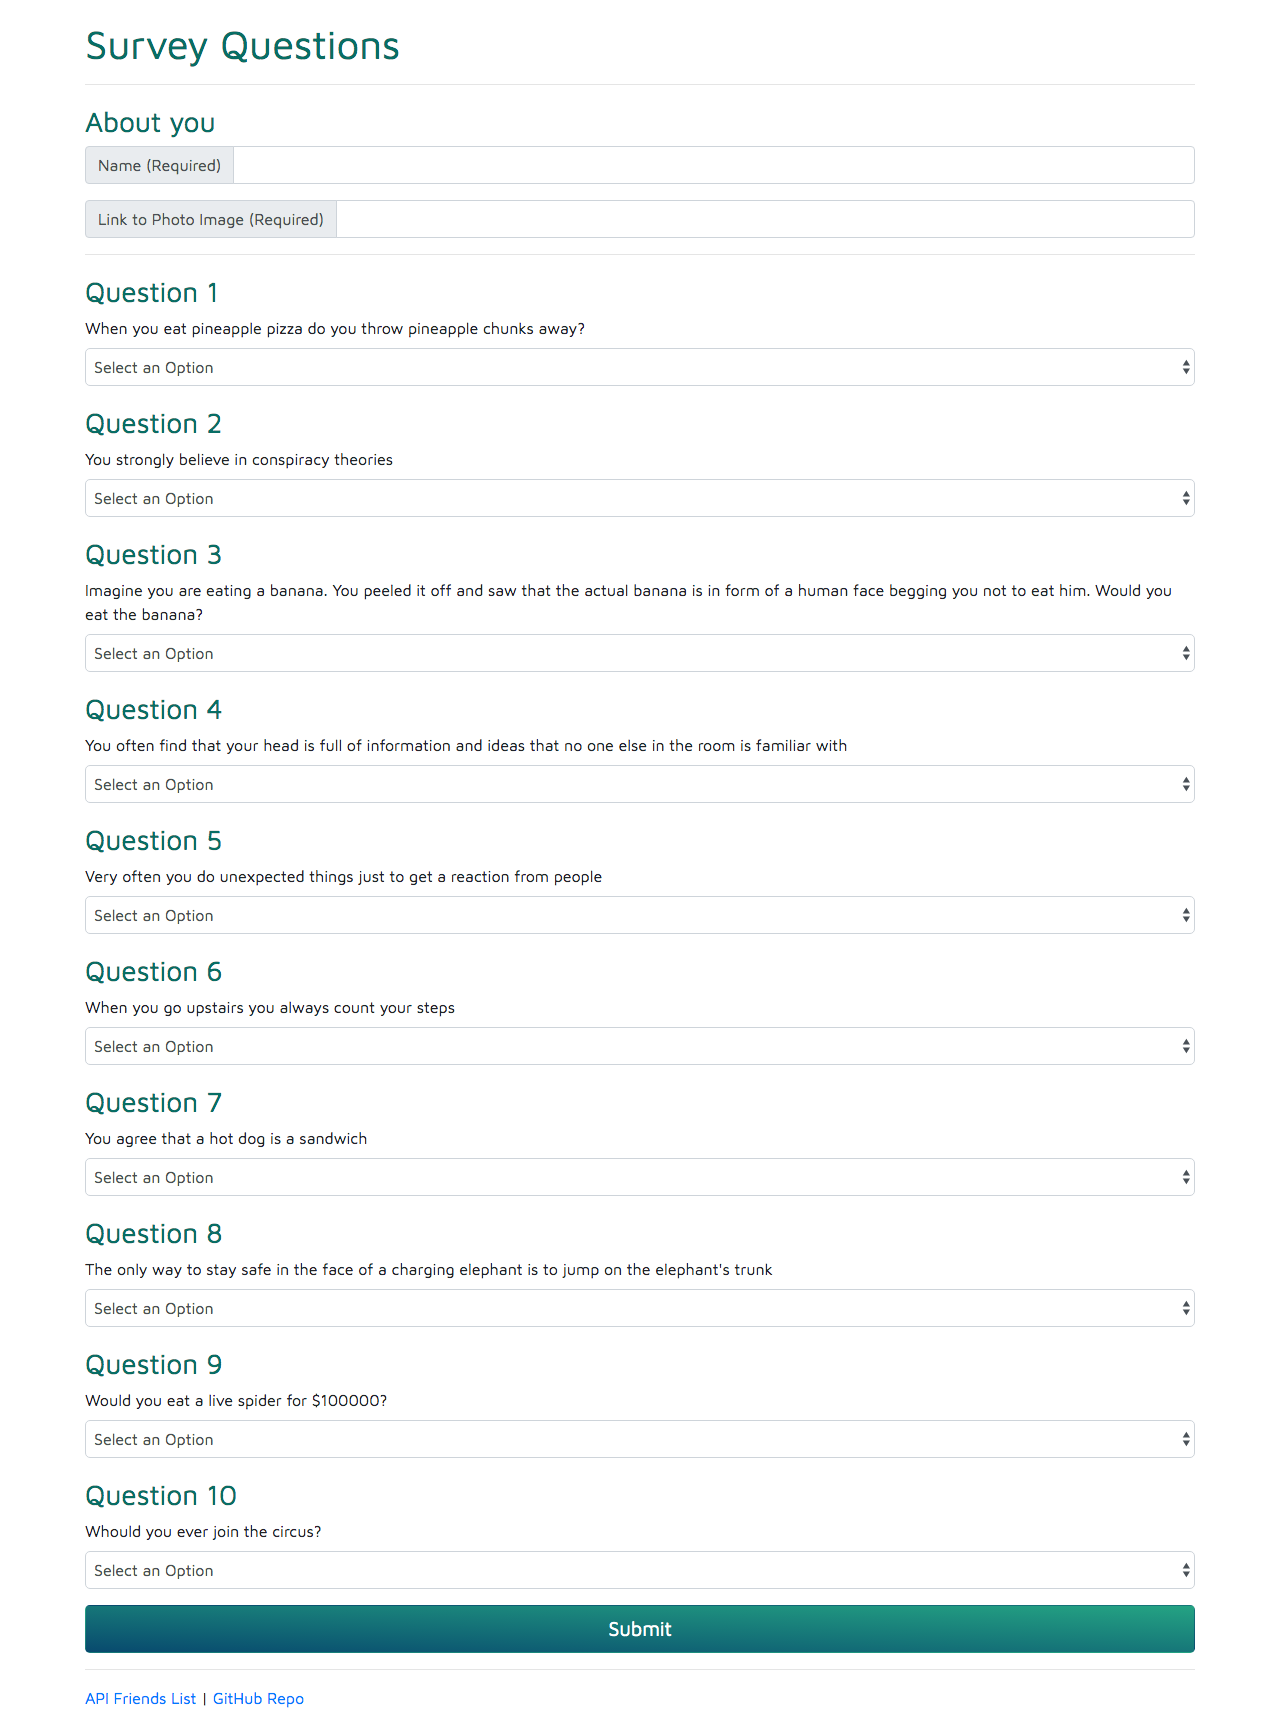 Survey Questions
About you
Name (Required)
Link to Photo Image (Required)
Question 1
When you eat pineapple pizza do you throw pineapple chunks away?
Select an Option
Question 2
You strongly believe in conspiracy theories
Select an Option
Question 3
Imagine you are eating a banana. You peeled it off and saw that the actual banana is in form of a human face begging you not to eat him. Would you
eat the banana?
Select an Option
Question 4
You often find that your head is full of information and ideas that no one else in the room is familiar with
Select an Option
Question 5
Very often you do unexpected things just to get a reaction from people
Select an Option
Question 6
When you go upstairs you always count your steps
Select an Option
Question 7
You agree that a hot dog is a sandwich
Select an Option
Question 8
The only way to stay safe in the face of a charging elephant is to jump on the elephant's trunk
Select an Option
Question 9
Would you eat a live spider for $100000?
Select an Option
Question 10
Whould you ever join the circus?
Select an Option
Submit
API Friends List | GitHub Repo